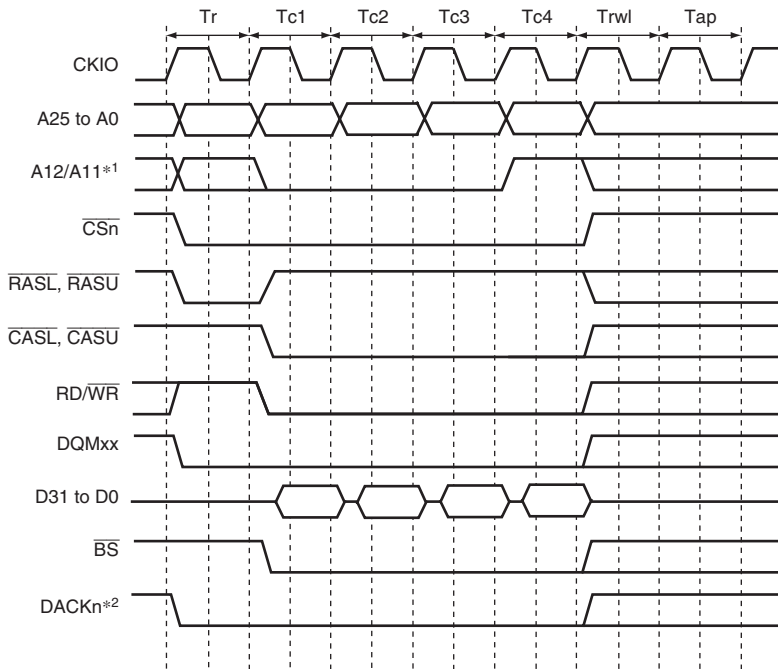 Tr Tc1 Tc2 Tc3 Tc4 Trwl Tap
CKIO
A25 to A0
A12/A11*1
CSn
RASL, RASU
CASL, CASU
RD/WR
DQMxx
D31 to D0
BS
DACKn*2